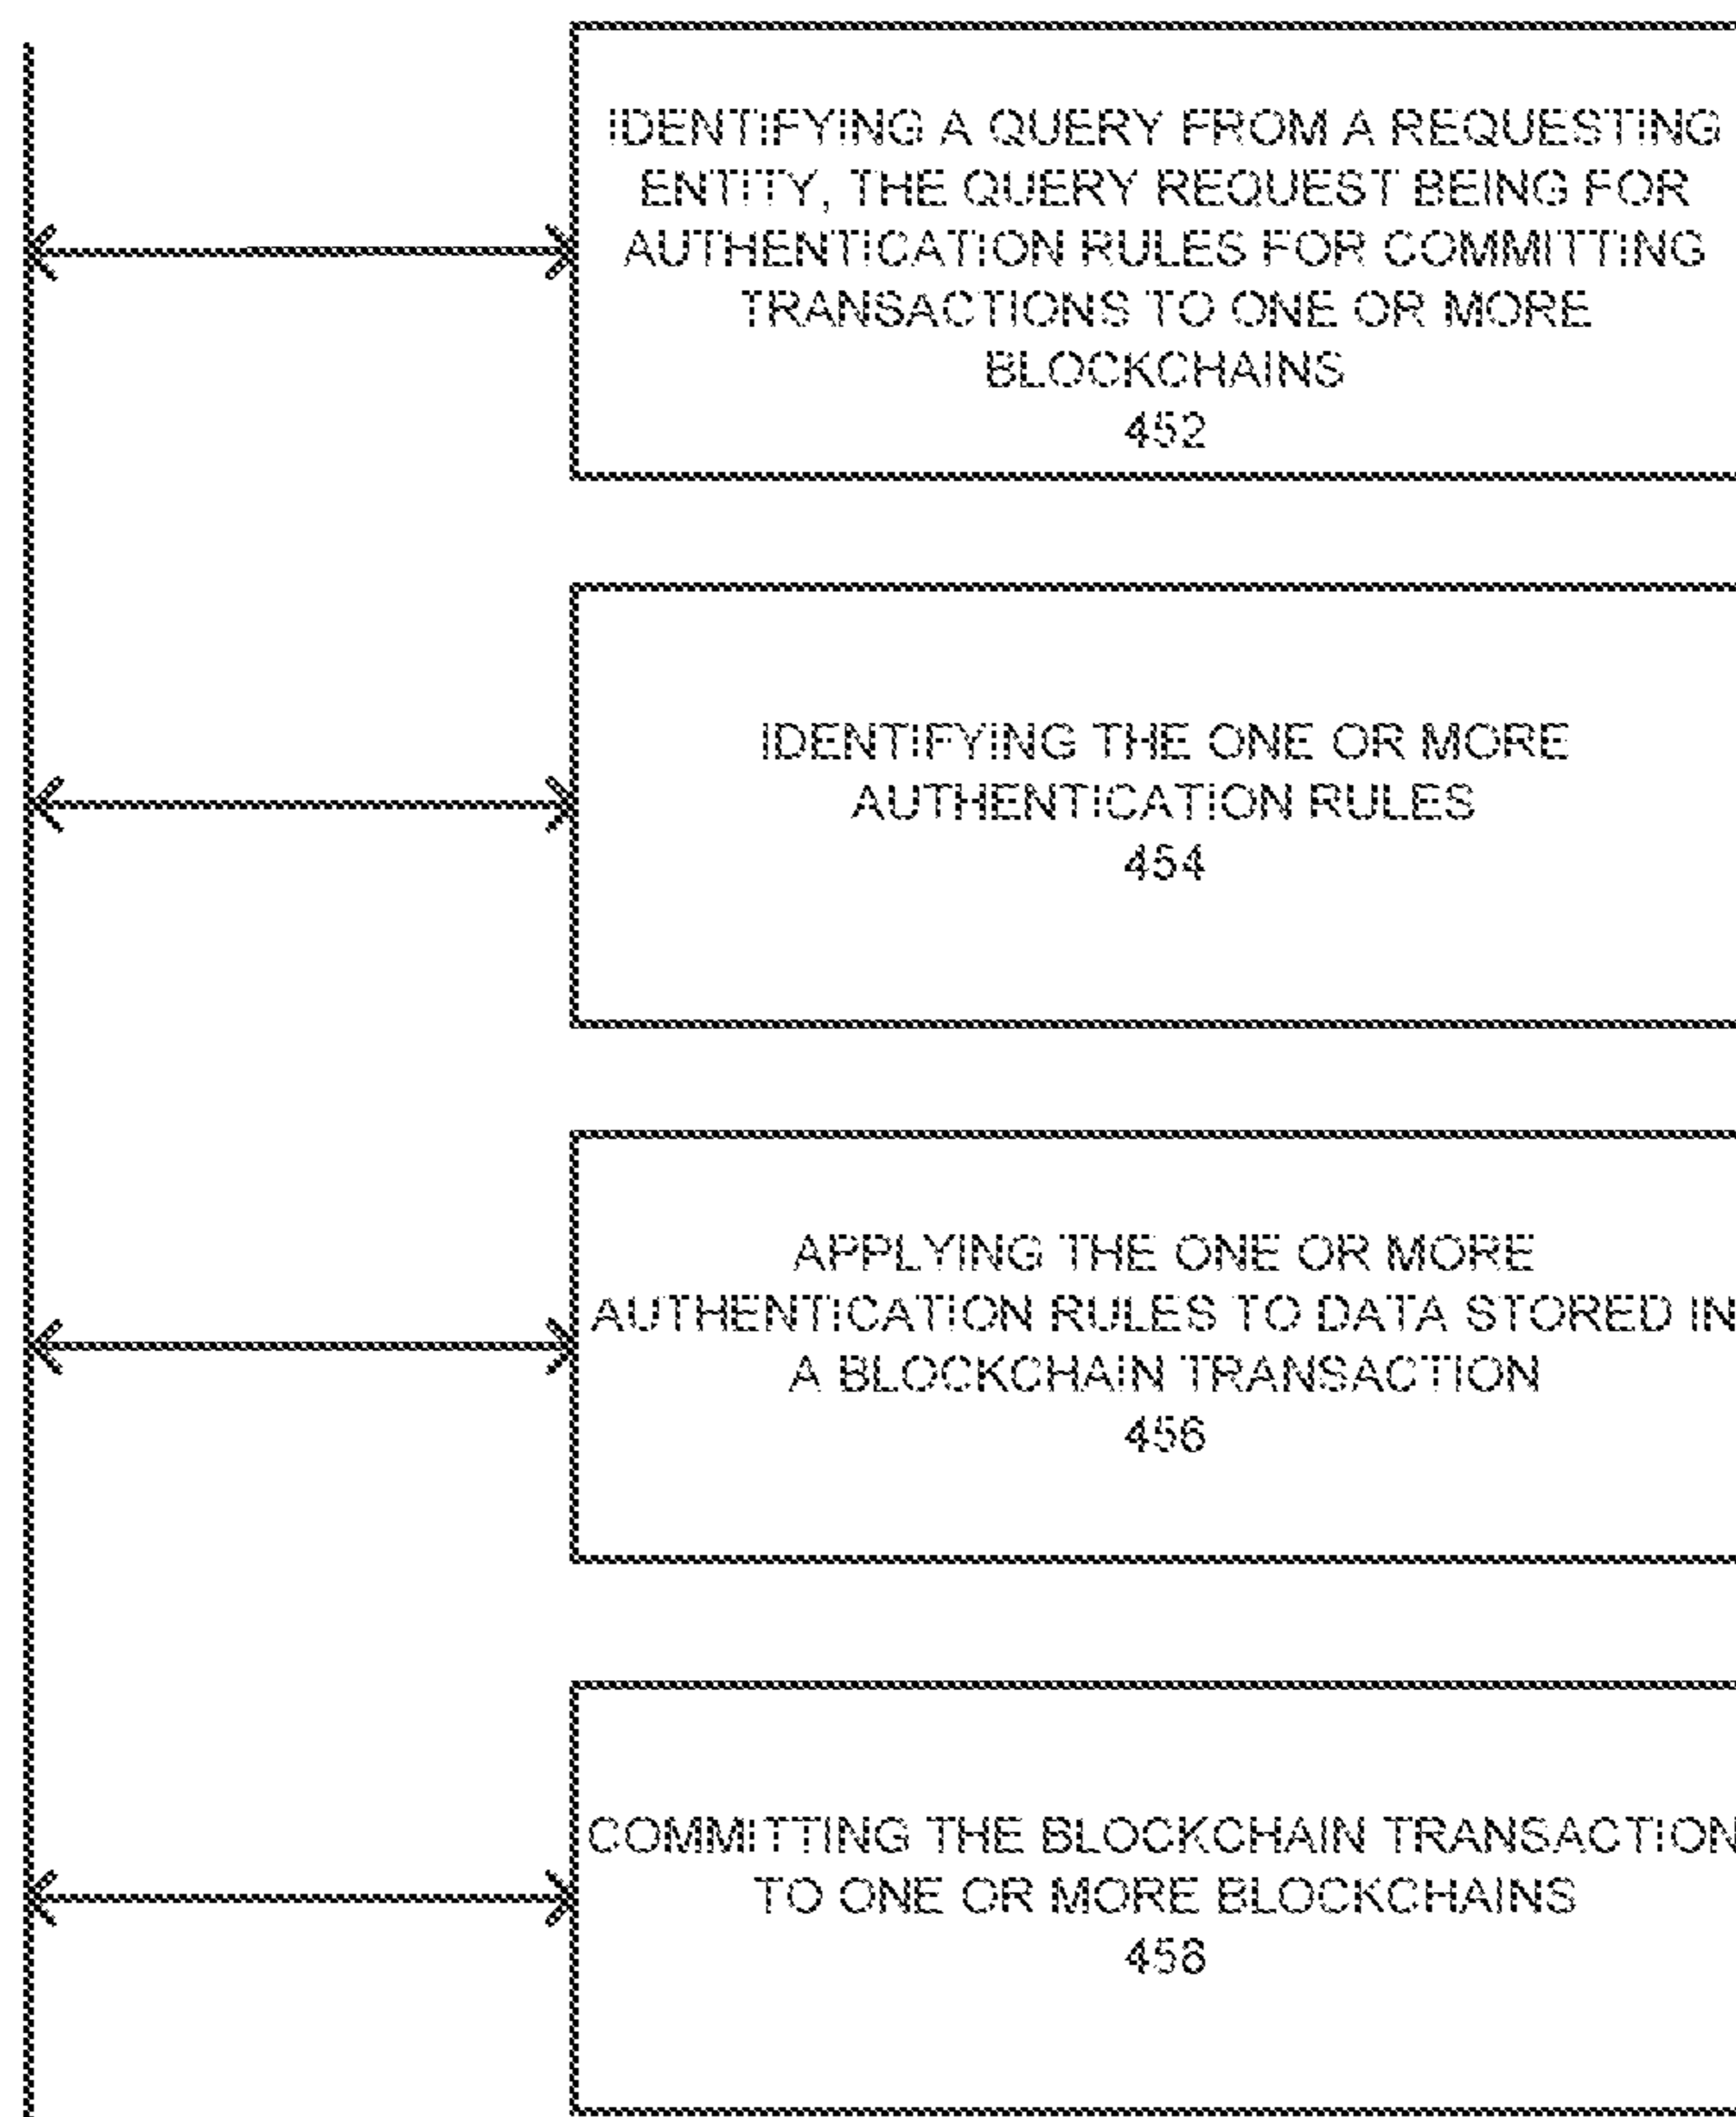 IDENTIFYING A QUERY FROM A REQUESTING
ENTITY, THE QUERY REQUEST BEING FOR
AUTHENTICATION RULES FOR COMMITTING
TRANSACTIONS TO ONE OR MORE
BLOCKCHAINS
452
IDENTIFYING THE ONE OR MORE
AUTHENTICATION RULES
454
APPLYING THE ONE OR MORE
AUTHENTICATION RULES TO DATA STORED IN
A BLOCKCHAIN TRANSACTION
456
COMMITTING THE BLOCKCHAIN TRANSACTION
TO ONE OR MORE BLOCKCHAINS
458